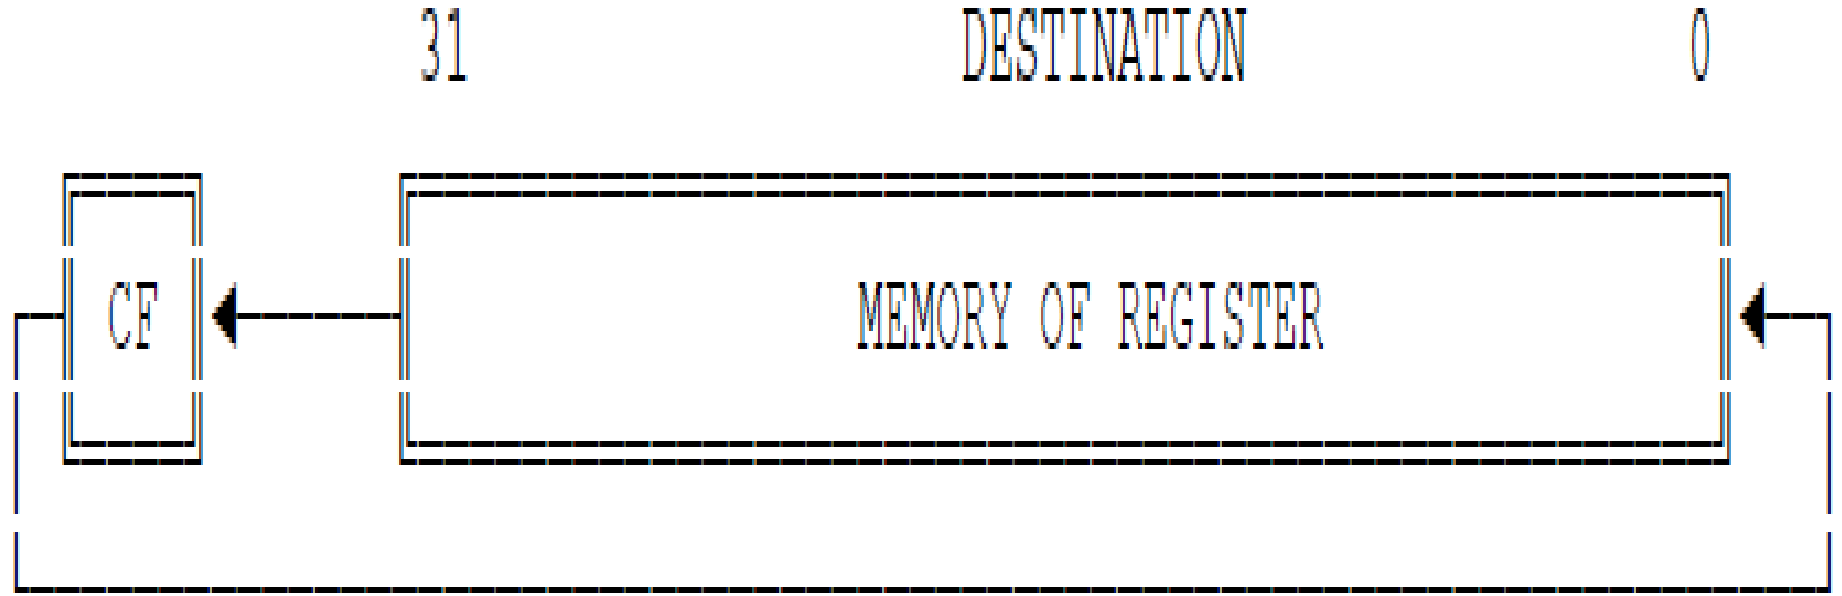 31 DESTINATION 0
CF MEMORY OF REGISTER